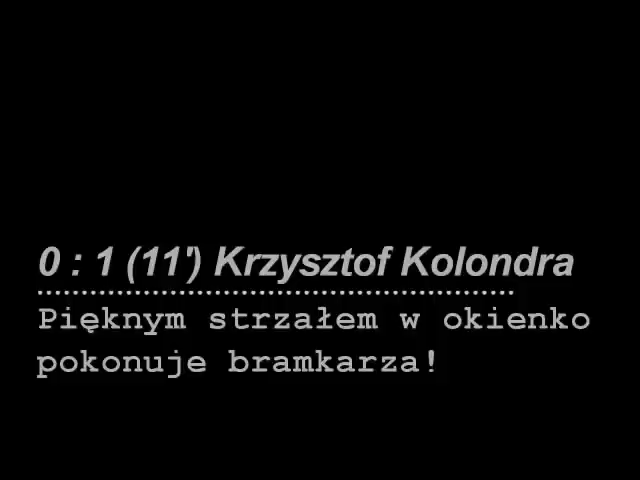 0 : 1 (11') Krzysztof Kolondra
Pięknym strzałem w okienko
pokonuje bramkarza!